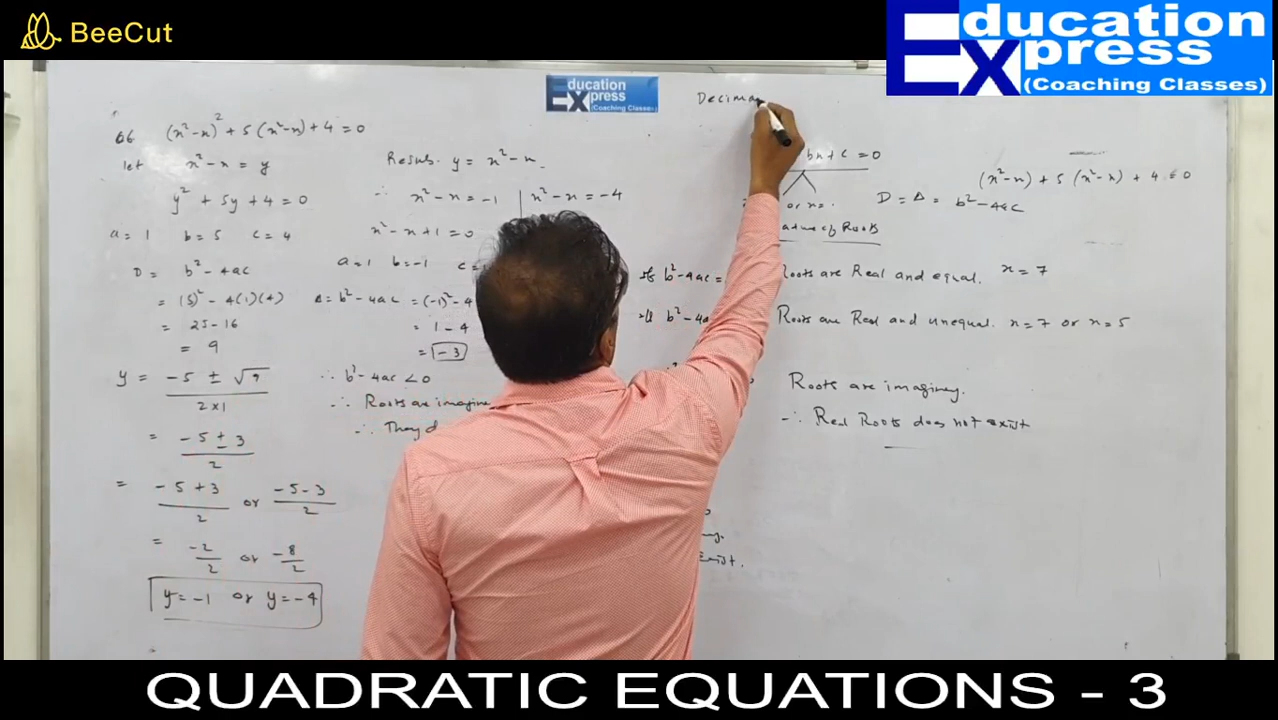 BeeCut
Education
Express
(Coaching Classes)
ducation
Express
(Coaching Classes)
Decima
(x²-x)² + 5(x²-x) + 4 = 0
let x²-x = y
y² + 5y + 4 = 0
a = 1 b = 5 c = 4
D = b²-4ac
= (5)² - 4(1)(4)
= 25-16
= 9
y = -5 ± √9
2×1
= -5 ± 3
2
= -5+3 or -5-3
2 2
= -2 or -8
2 2
y = -1 or y = -4
Resub. y = x²-x
∴ x²-x = -1 | x²-x = -4
x²-x+1 = 0
a=1 b=-1 c=
Δ = b²-4ac = (-1)²-4
= 1-4
= -3
∴ b²-4ac < 0
∴ Roots are
∴ They
bx + c = 0
or x =
D = Δ = b²-4ac
(x²-x) + 5 (x²-x) + 4 = 0
of Roots
If b²-4ac = Roots are Real and equal. x = 7
If Roots are Real and unequal. x = 7 or x = 5
Roots are imaginey.
∴ Real Roots does not exist
Exist.
QUADRATIC EQUATIONS - 3